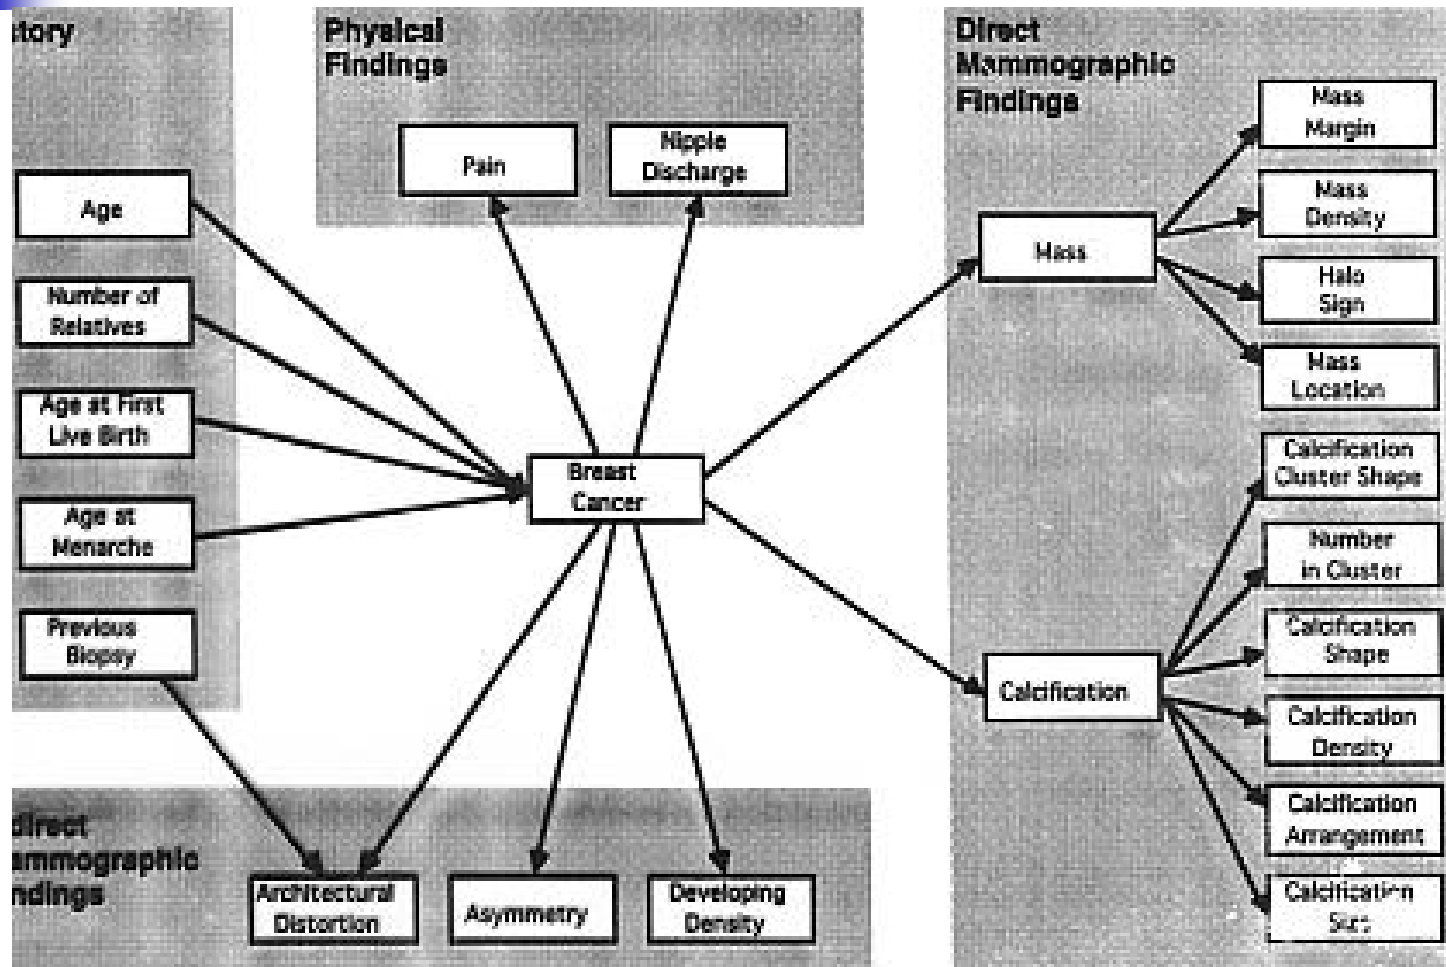 story
Age
Number of
Relatives
Age at First
Live Birth
Age at
Menarche
Previous
Biopsy
Physical
Findings
Pain
Nipple
Discharge
Breast
Cancer
direct
ammographic
ndings
Architectural
Distortion
Asymmetry
Developing
Density
Direct
Mammographic
Findings
Mass
Calcification
Mass
Margin
Mass
Density
Halo
Sign
Mass
Location
Calcification
Cluster Shape
Number
in Cluster
Calcification
Shape
Calcification
Density
Calcification
Arrangement
Calcification
Size